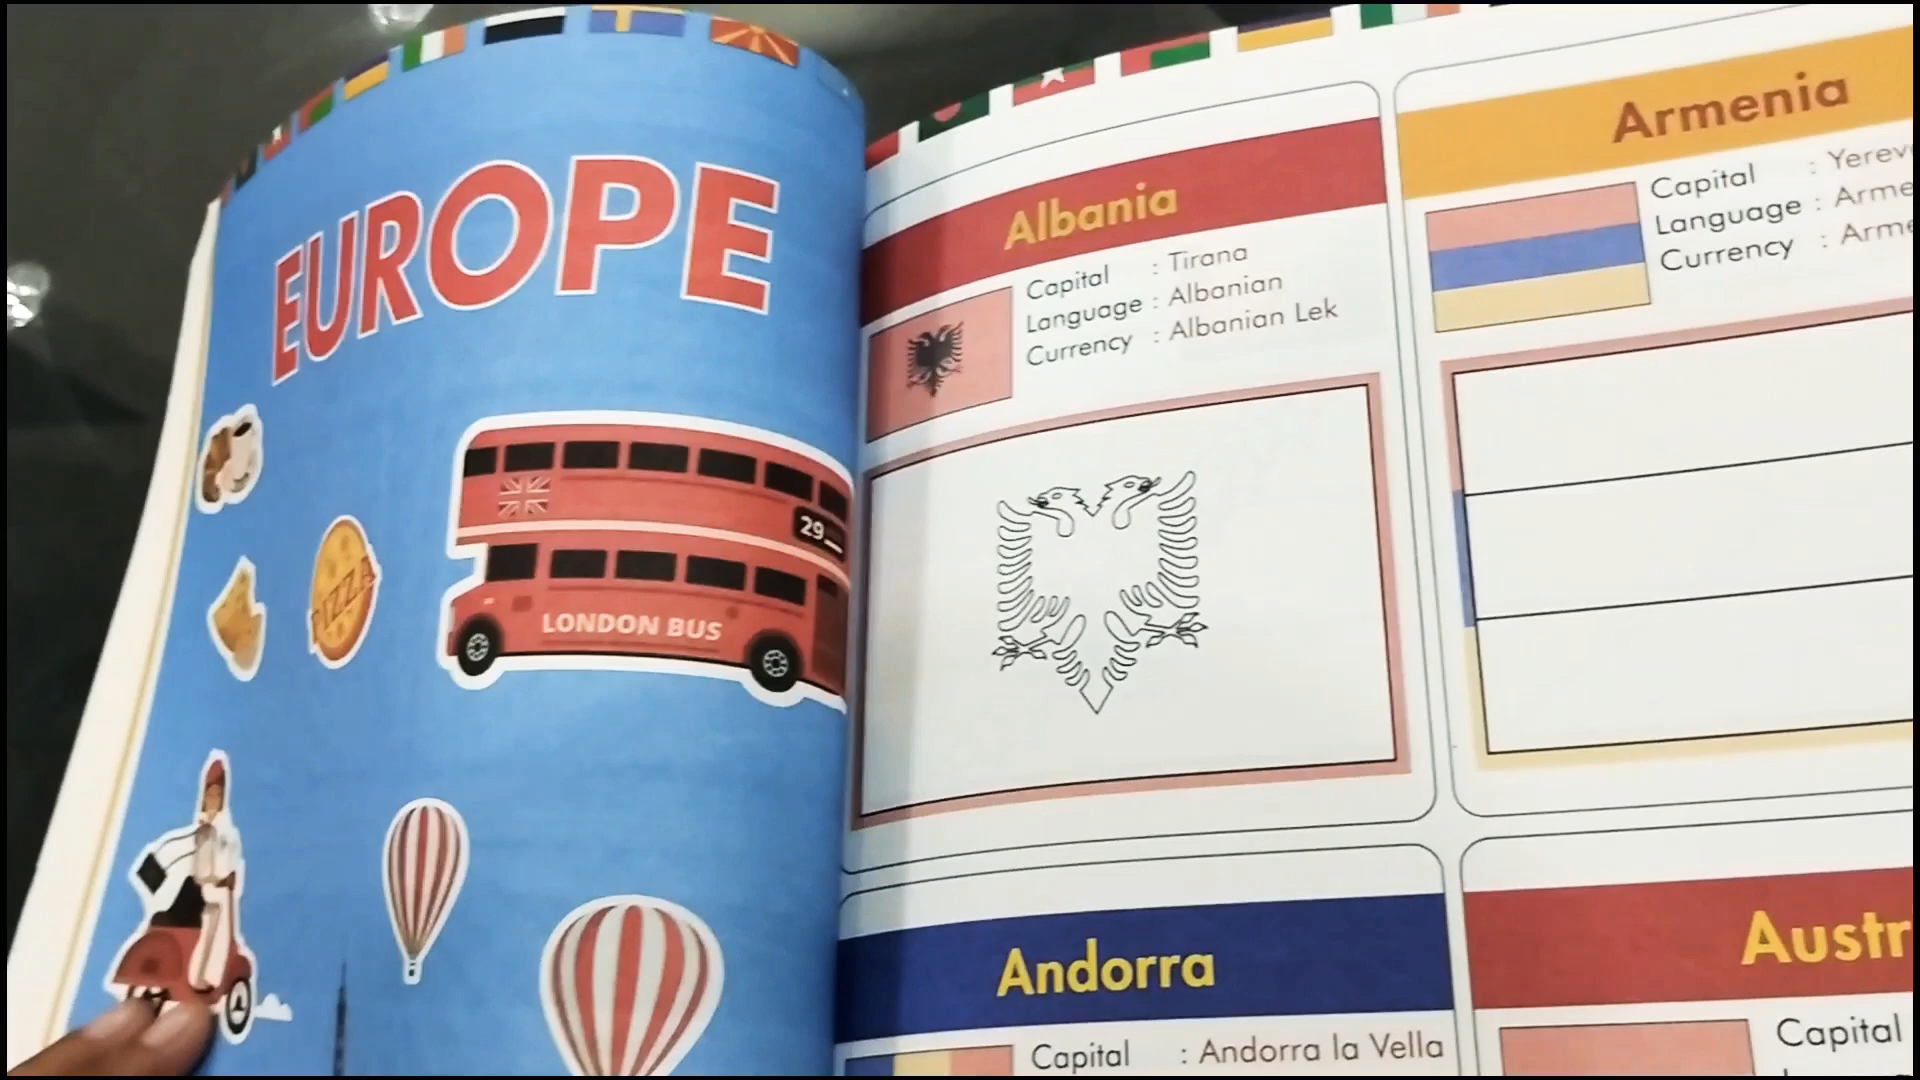 EUROPE
PIZZA
29
LONDON BUS
Albania
Capital : Tirana
Language : Albanian
Currency : Albanian Lek
Armenia
Capital :
Language :
Currency :
Andorra
Capital : Andorra la Vella
Capital